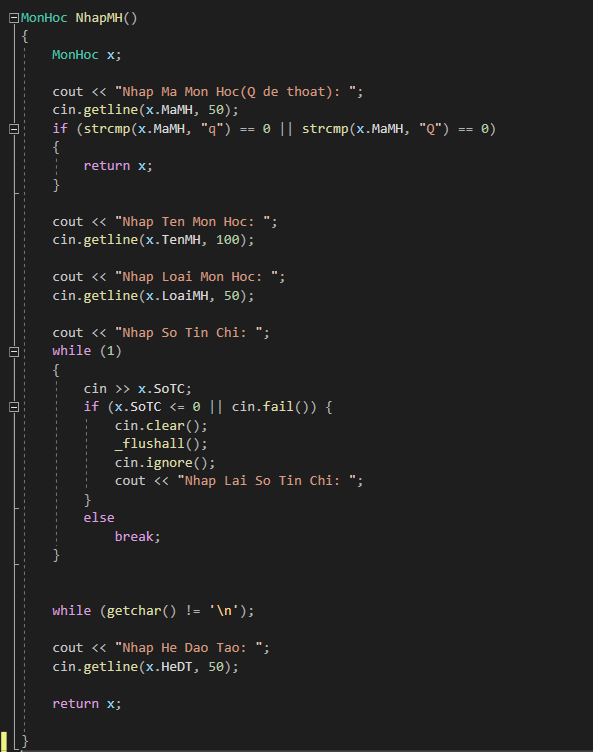 MonHoc NhapMH()
{
MonHoc x;
cout << "Nhap Ma Mon Hoc(Q de thoat): ";
cin.getline(x.MaMH, 50);
if (strcmp(x.MaMH, "q") == 0 || strcmp(x.MaMH, "Q") == 0)
{
return x;
}
cout << "Nhap Ten Mon Hoc: ";
cin.getline(x.TenMH, 100);
cout << "Nhap Loai Mon Hoc: ";
cin.getline(x.LoaiMH, 50);
cout << "Nhap So Tin Chi: ";
while (1)
{
cin >> x.SoTC;
if (x.SoTC <= 0 || cin.fail()) {
cin.clear();
_flushall();
cin.ignore();
cout << "Nhap Lai So Tin Chi: ";
}
else
break;
}
while (getchar() != '\n');
cout << "Nhap He Dao Tao: ";
cin.getline(x.HeDT, 50);
return x;
}